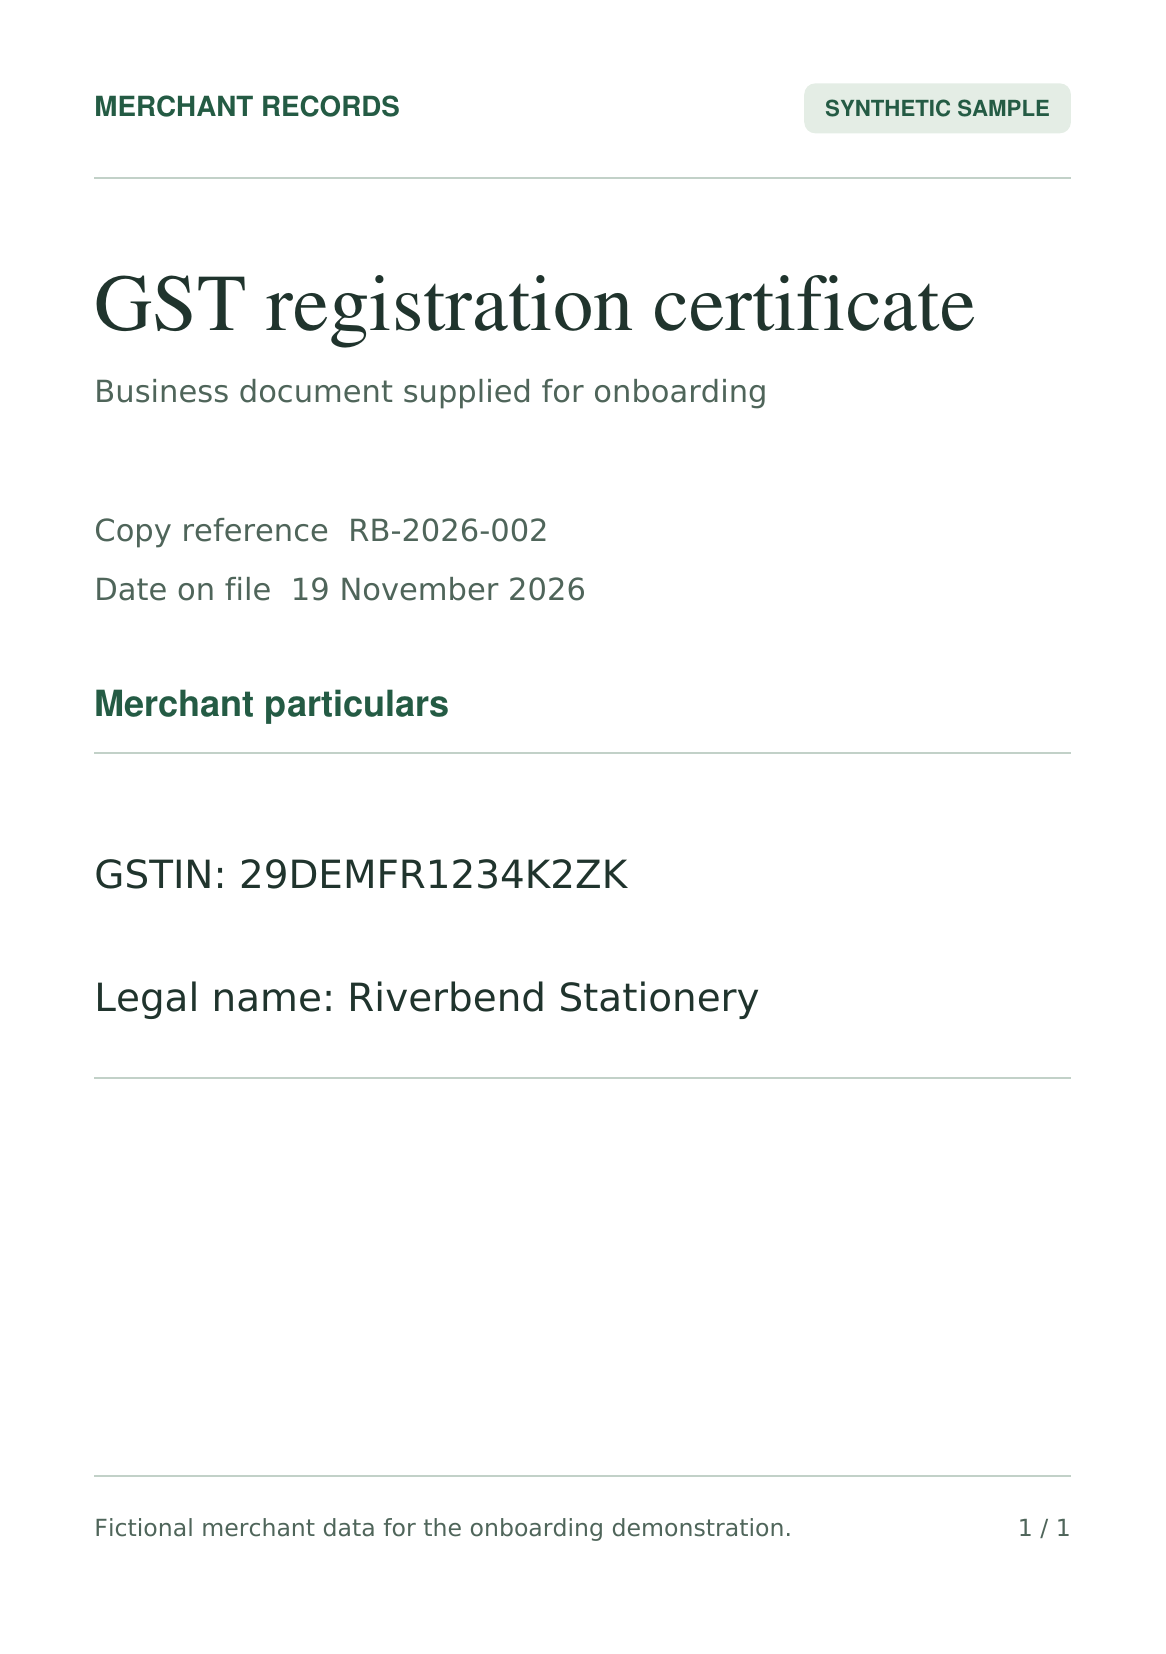 MERCHANT RECORDS
SYNTHETIC SAMPLE
GST registration certificate
Business document supplied for onboarding
Copy reference  RB-2026-002
Date on file  19 November 2026
Merchant particulars
GSTIN: 29DEMFR1234K2ZK
Legal name: Riverbend Stationery
Fictional merchant data for the onboarding demonstration.
1 / 1